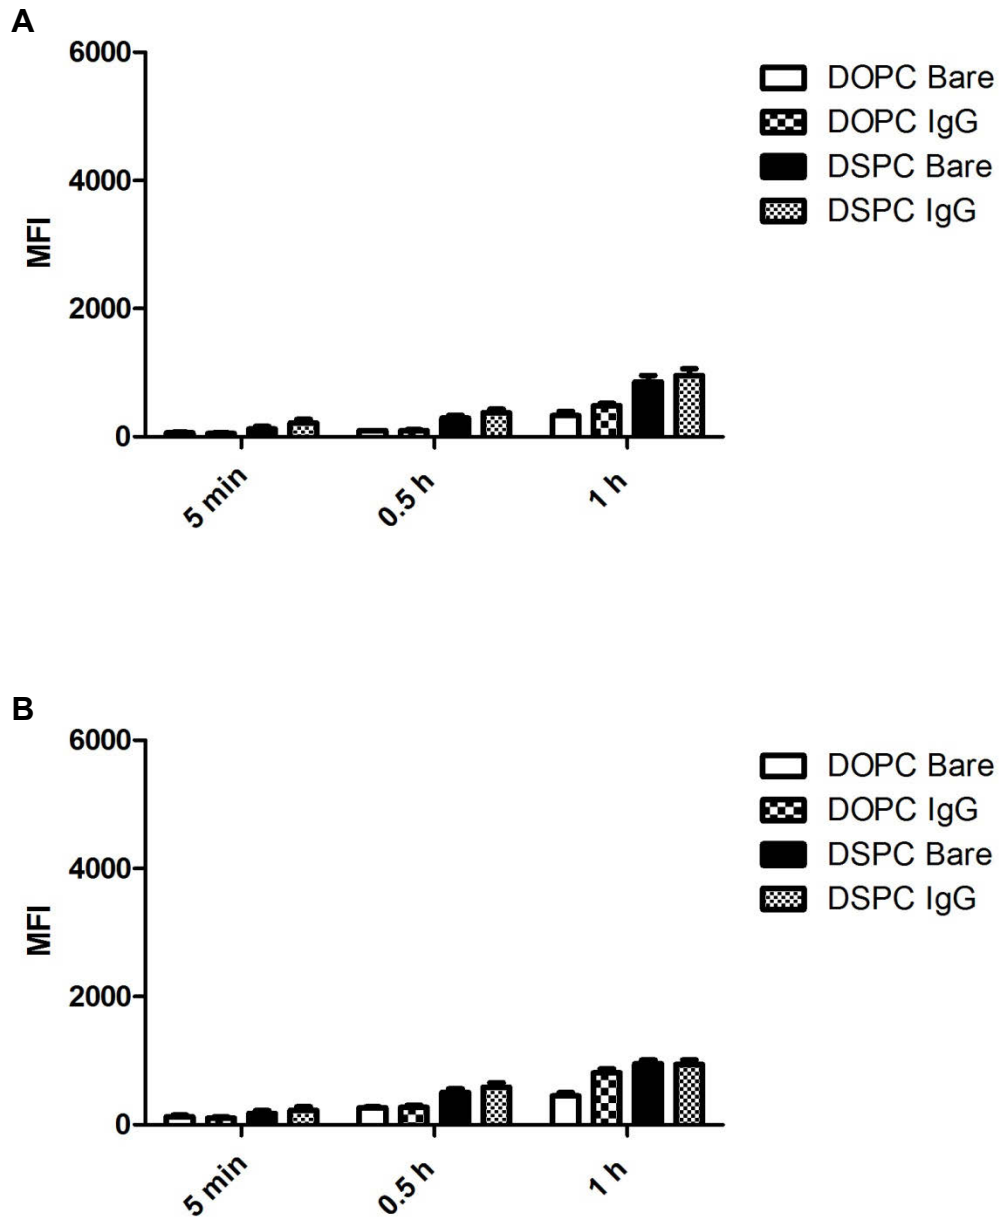 A
6000
4000
2000
0
MFI
5 min
0.5 h
1 h
DOPC Bare
DOPC IgG
DSPC Bare
DSPC IgG
B
6000
4000
2000
0
MFI
5 min
0.5 h
1 h
DOPC Bare
DOPC IgG
DSPC Bare
DSPC IgG